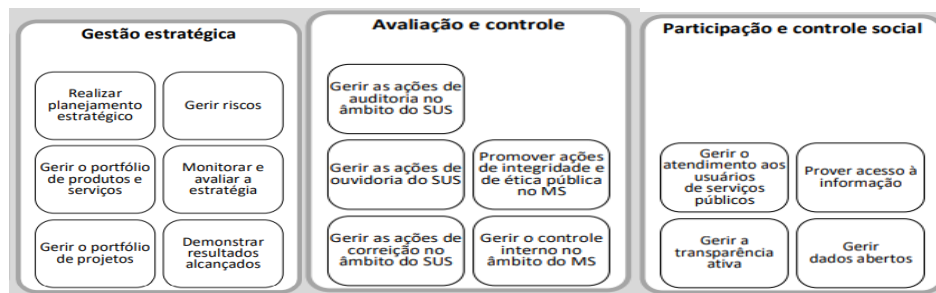 Gestão estratégica
Realizar
planejamento
estratégico
Gerir riscos
Gerir o portfólio
de produtos e
serviços
Monitorar e
avaliar a
estratégia
Gerir o portfólio
de projetos
Demonstrar
resultados
alcançados
Avaliação e controle
Gerir as ações de
auditoria no
âmbito do SUS
Gerir as ações de
ouvidoria do SUS
Promover ações
de integridade e
de ética pública
no MS
Gerir as ações de
correição no
âmbito do SUS
Gerir o controle
interno no
âmbito do MS
Participação e controle social
Gerir o
atendimento aos
usuários
de serviços
públicos
Prover acesso à
informação
Gerir a
transparência
ativa
Gerir
dados abertos